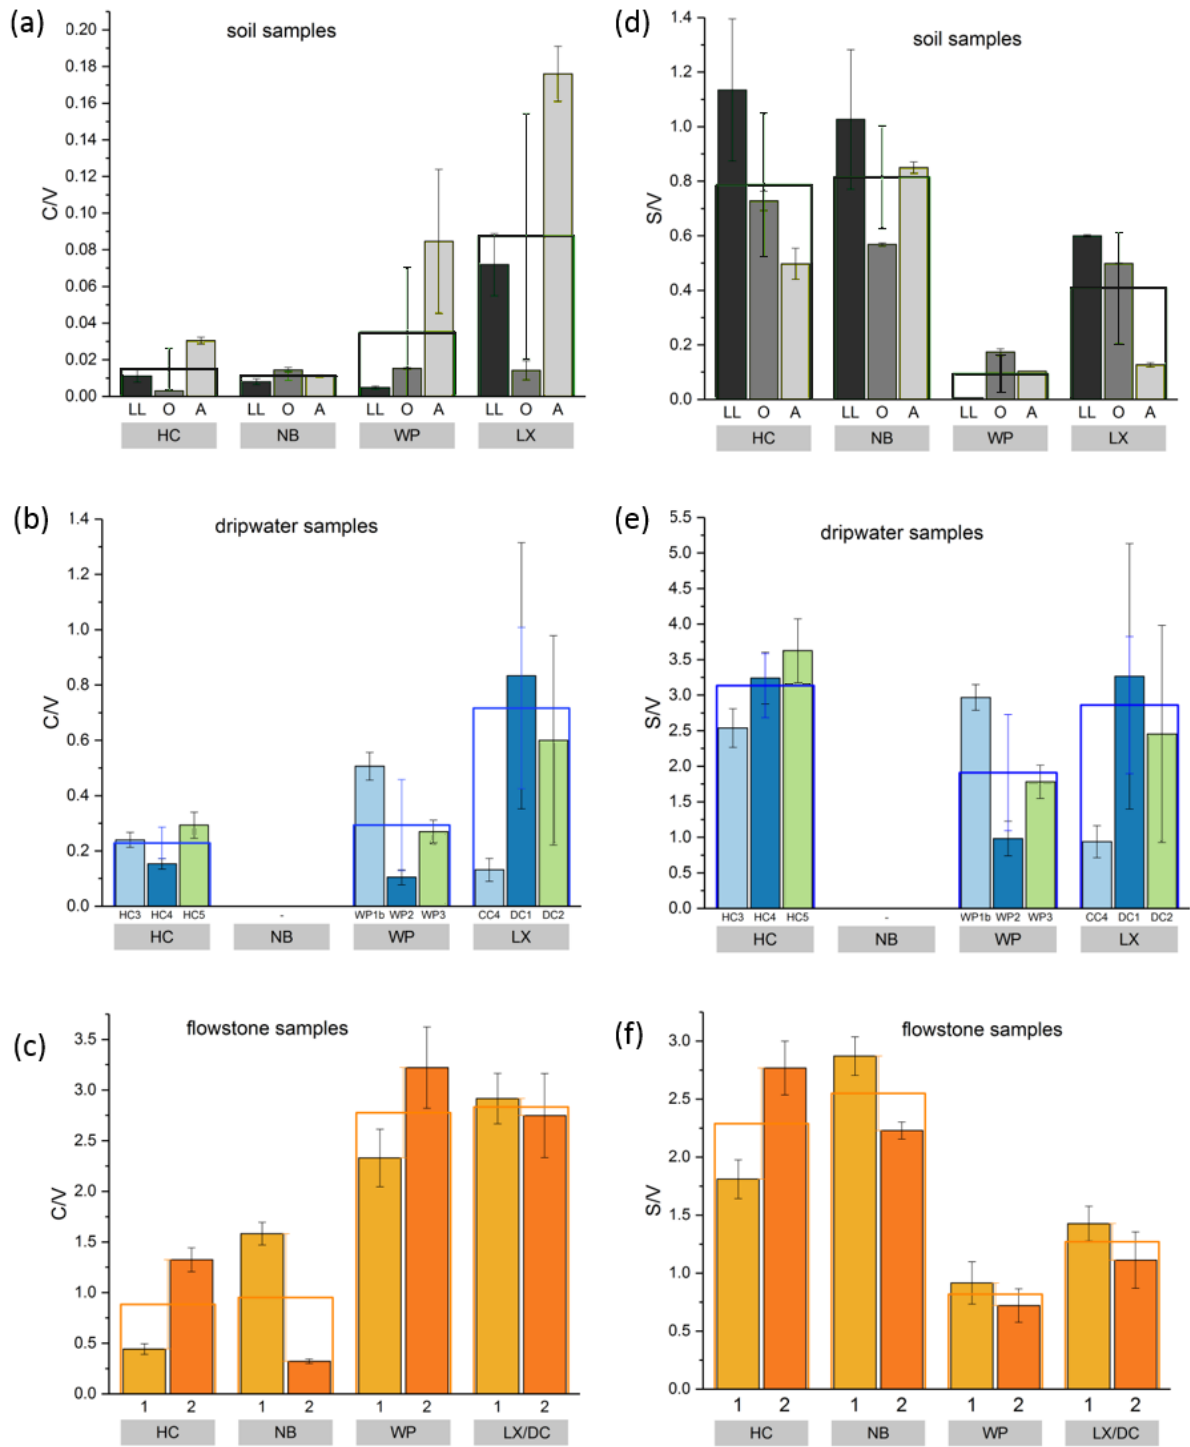 (a)
soil samples
C/V
0.20
0.18
0.16
0.14
0.12
0.10
0.08
0.06
0.04
0.02
0.00
LL O A LL O A LL O A LL O A
HC NB WP LX
(d)
soil samples
S/V
1.4
1.2
1.0
0.8
0.6
0.4
0.2
0.0
LL O A LL O A LL O A LL O A
HC NB WP LX
(b)
dripwater samples
C/V
1.4
1.2
1.0
0.8
0.6
0.4
0.2
0.0
HC3 HC4 HC5 - WP1b WP2 WP3 CC4 DC1 DC2
HC NB WP LX
(e)
dripwater samples
S/V
5.5
5.0
4.5
4.0
3.5
3.0
2.5
2.0
1.5
1.0
0.5
0.0
HC3 HC4 HC5 - WP1b WP2 WP3 CC4 DC1 DC2
HC NB WP LX
(c)
flowstone samples
C/V
3.5
3.0
2.5
2.0
1.5
1.0
0.5
0.0
1 2 1 2 1 2 1 2
HC NB WP LX/DC
(f)
flowstone samples
S/V
3.0
2.5
2.0
1.5
1.0
0.5
0.0
1 2 1 2 1 2 1 2
HC NB WP LX/DC